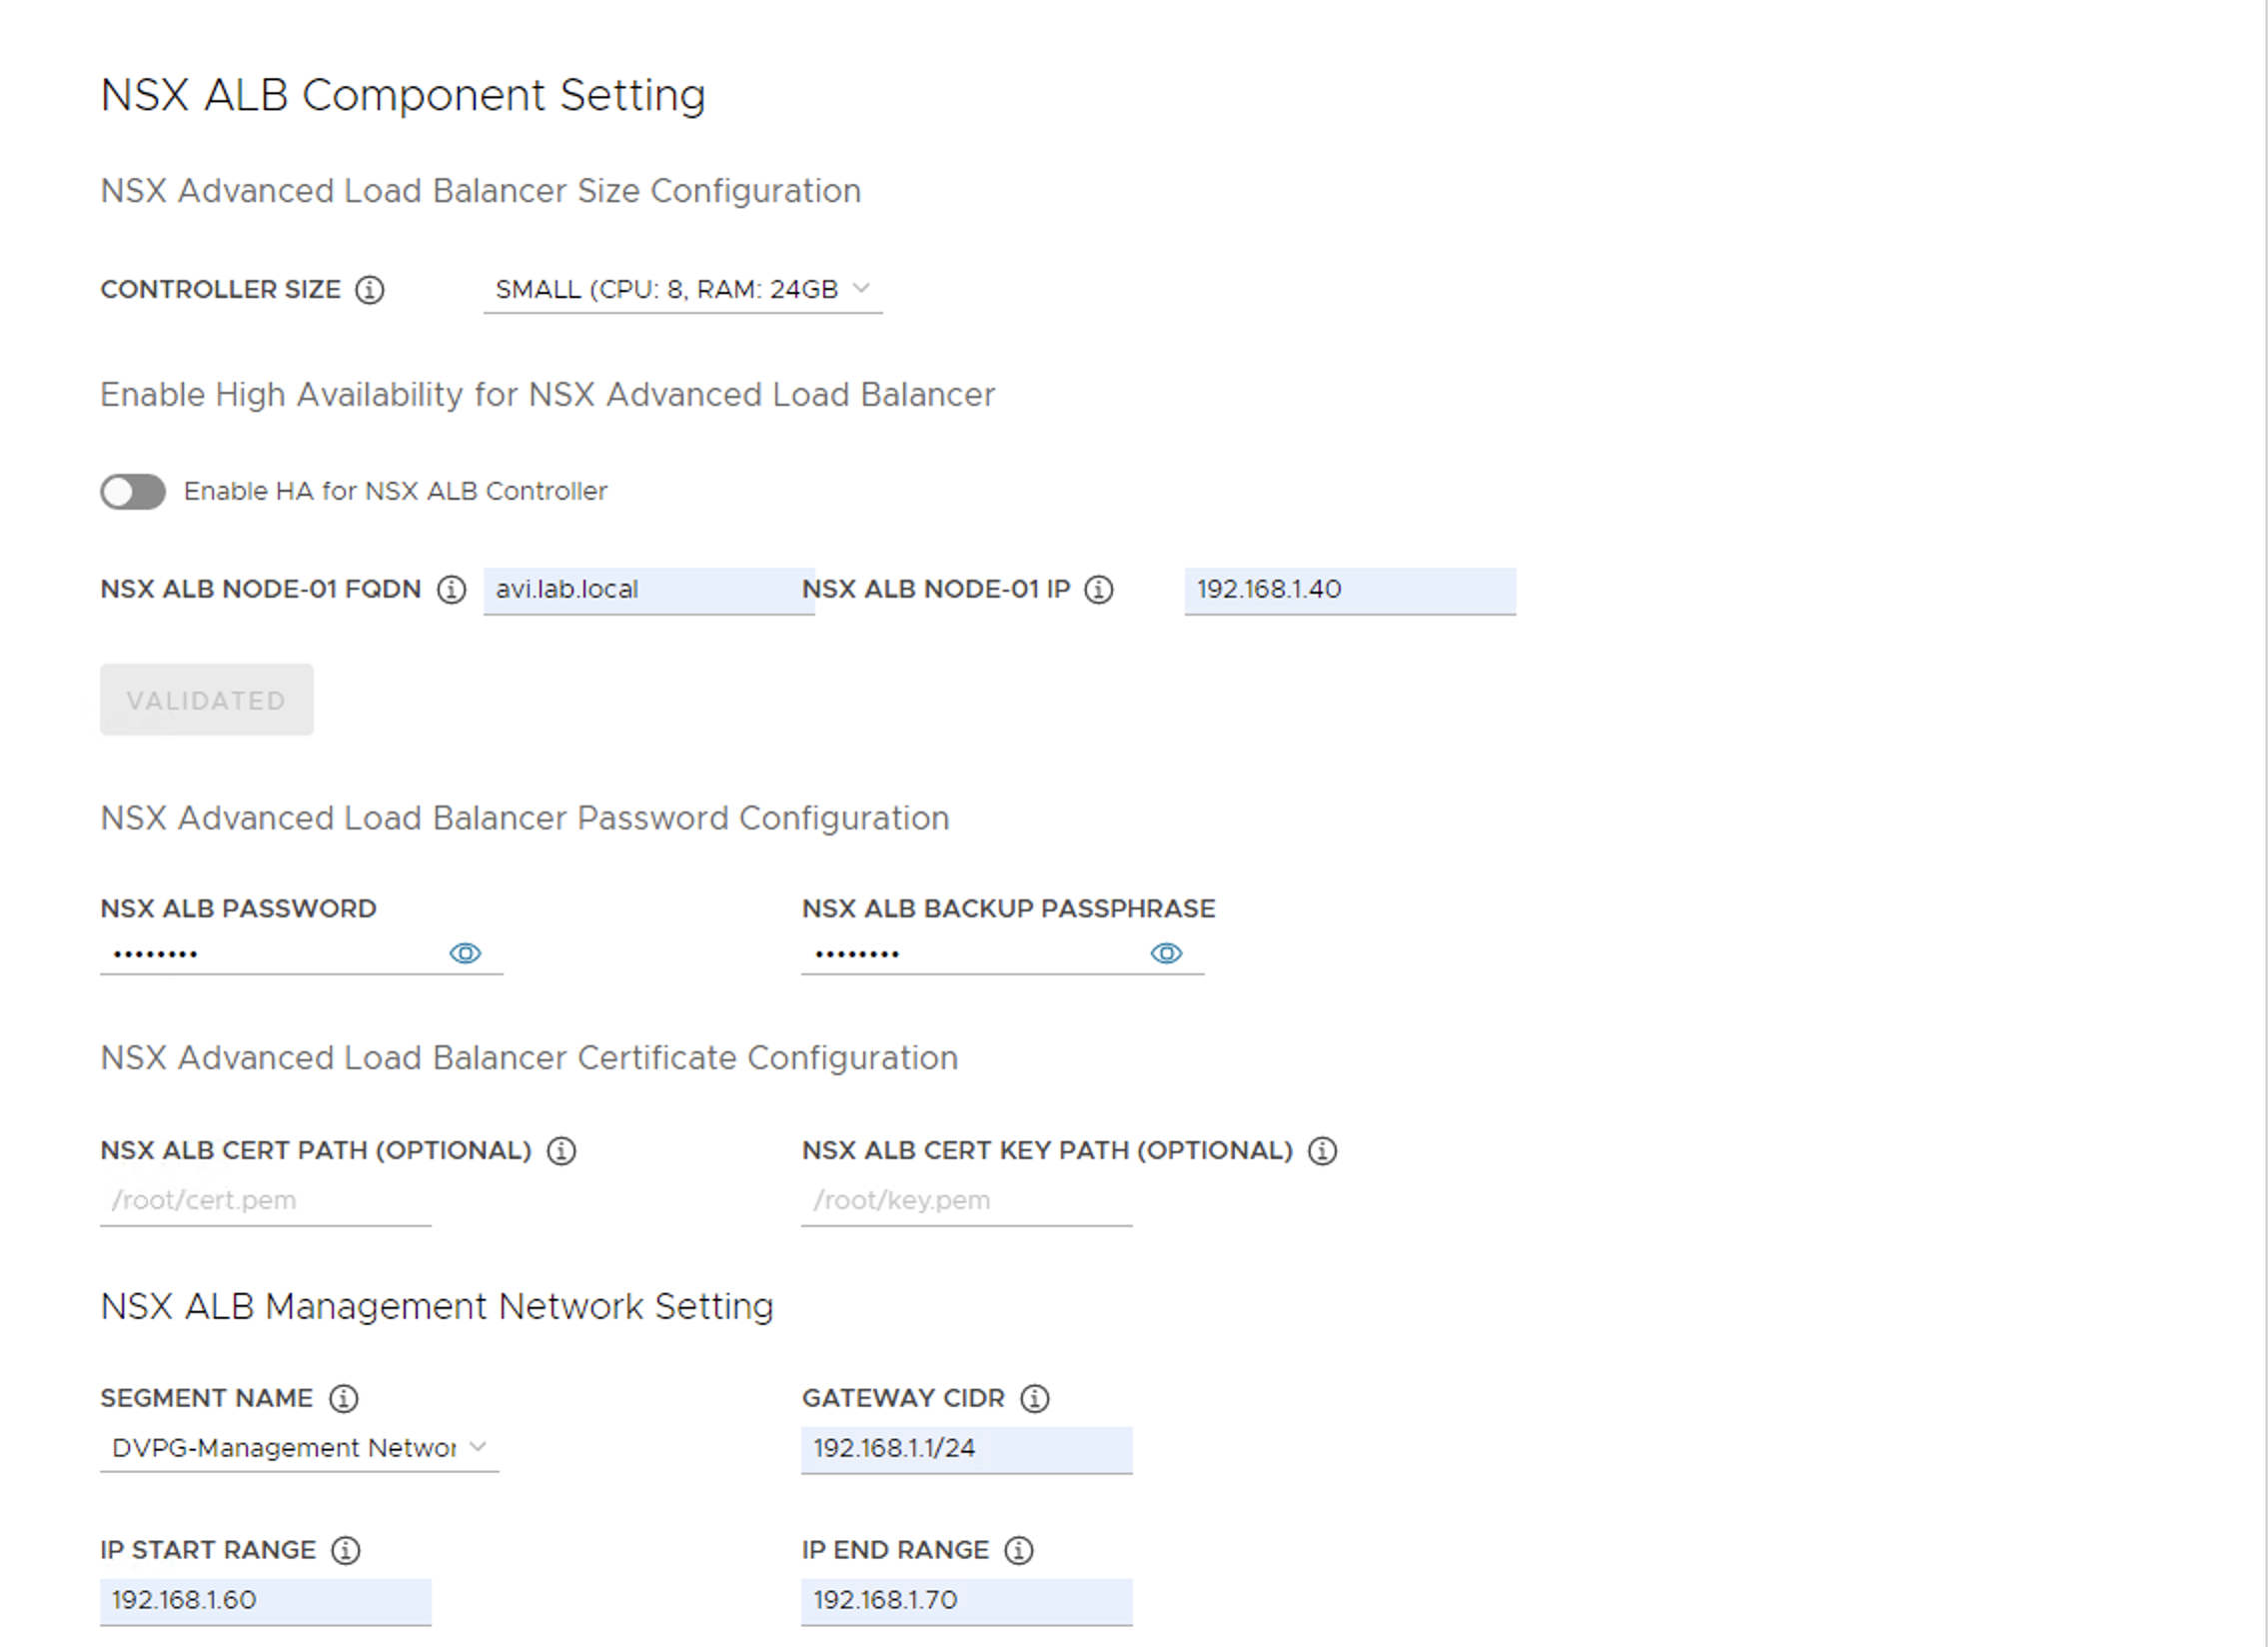 NSX ALB Component Setting
NSX Advanced Load Balancer Size Configuration
CONTROLLER SIZE SMALL (CPU: 8, RAM: 24GB
Enable High Availability for NSX Advanced Load Balancer
Enable HA for NSX ALB Controller
NSX ALB NODE-01 FQDN avi.lab.local NSX ALB NODE-01 IP 192.168.1.40
VALIDATED
NSX Advanced Load Balancer Password Configuration
NSX ALB PASSWORD NSX ALB BACKUP PASSPHRASE
•••••••• ••••••••
NSX Advanced Load Balancer Certificate Configuration
NSX ALB CERT PATH (OPTIONAL) NSX ALB CERT KEY PATH (OPTIONAL)
/root/cert.pem /root/key.pem
NSX ALB Management Network Setting
SEGMENT NAME GATEWAY CIDR
DVPG-Management Networ 192.168.1.1/24
IP START RANGE IP END RANGE
192.168.1.60 192.168.1.70